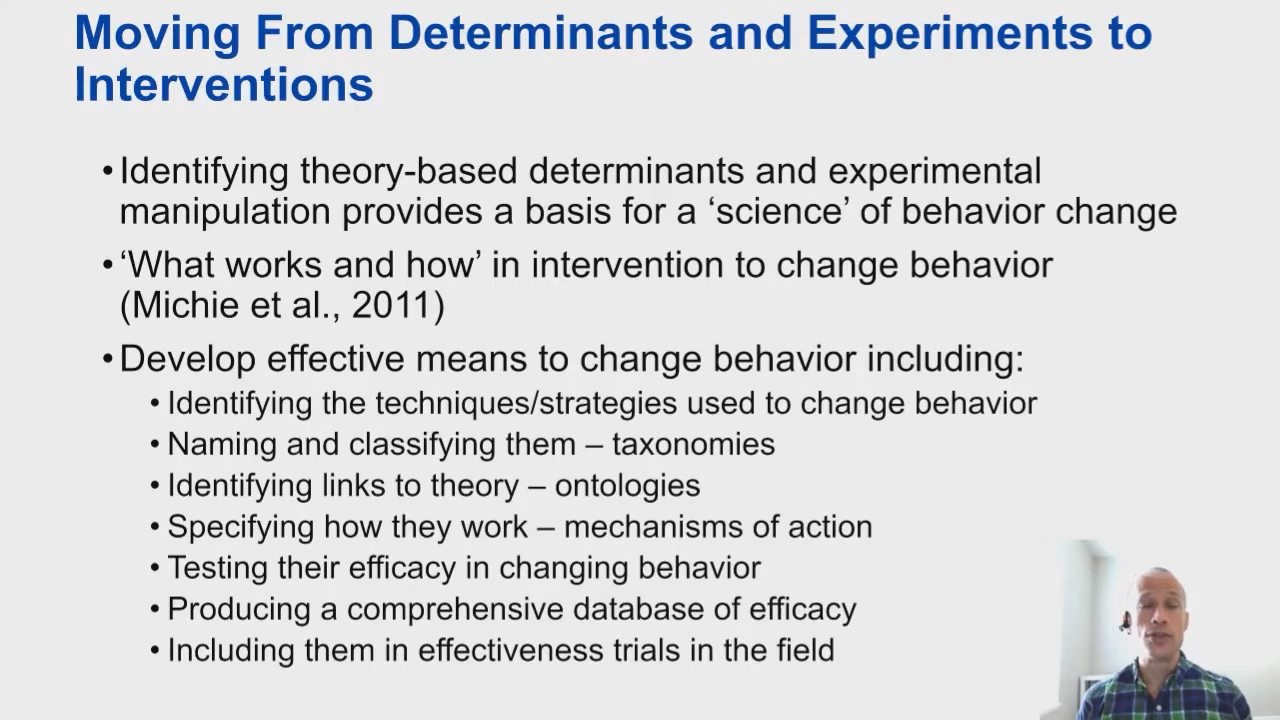 Moving From Determinants and Experiments to
Interventions
•Identifying theory-based determinants and experimental
manipulation provides a basis for a ‘science’ of behavior change
•‘What works and how’ in intervention to change behavior
(Michie et al., 2011)
•Develop effective means to change behavior including:
•Identifying the techniques/strategies used to change behavior
•Naming and classifying them – taxonomies
•Identifying links to theory – ontologies
•Specifying how they work – mechanisms of action
•Testing their efficacy in changing behavior
•Producing a comprehensive database of efficacy
•Including them in effectiveness trials in the field